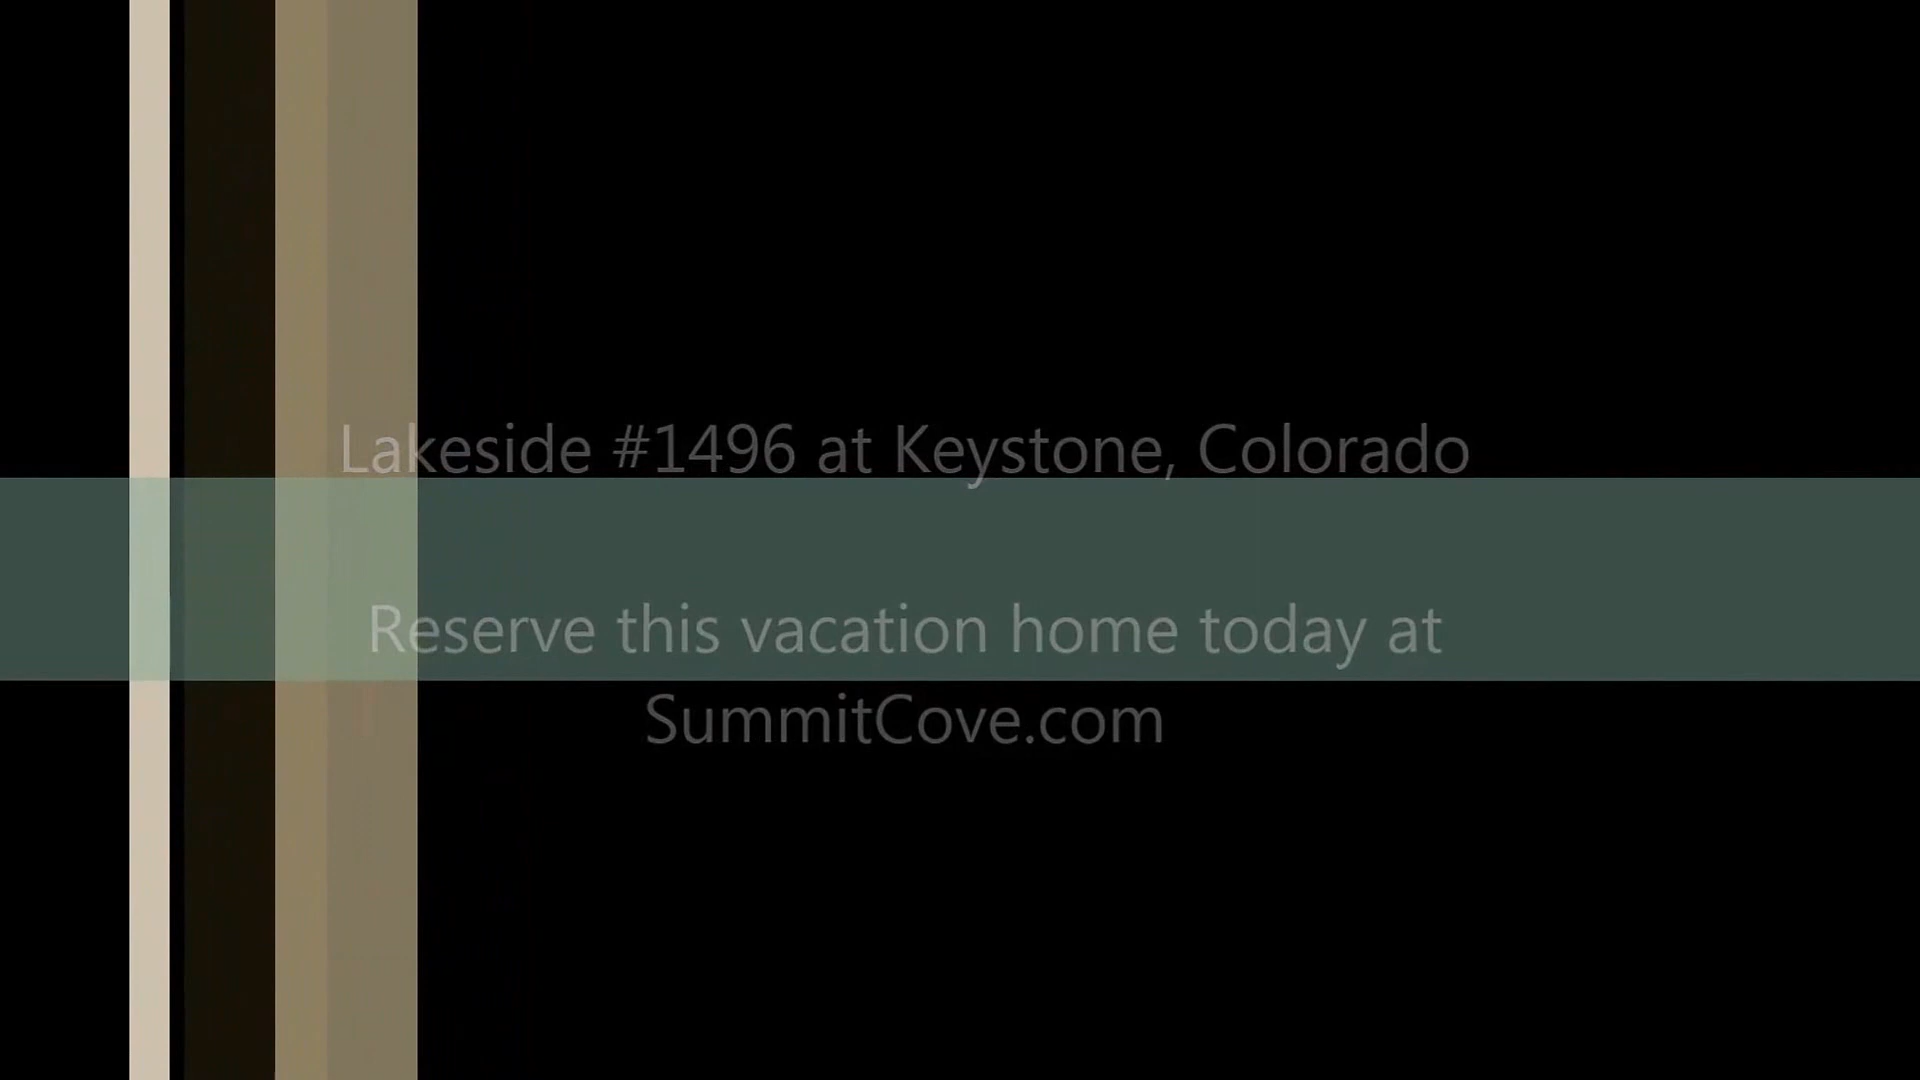 Lakeside #1496 at Keystone, Colorado
Reserve this vacation home today at
SummitCove.com